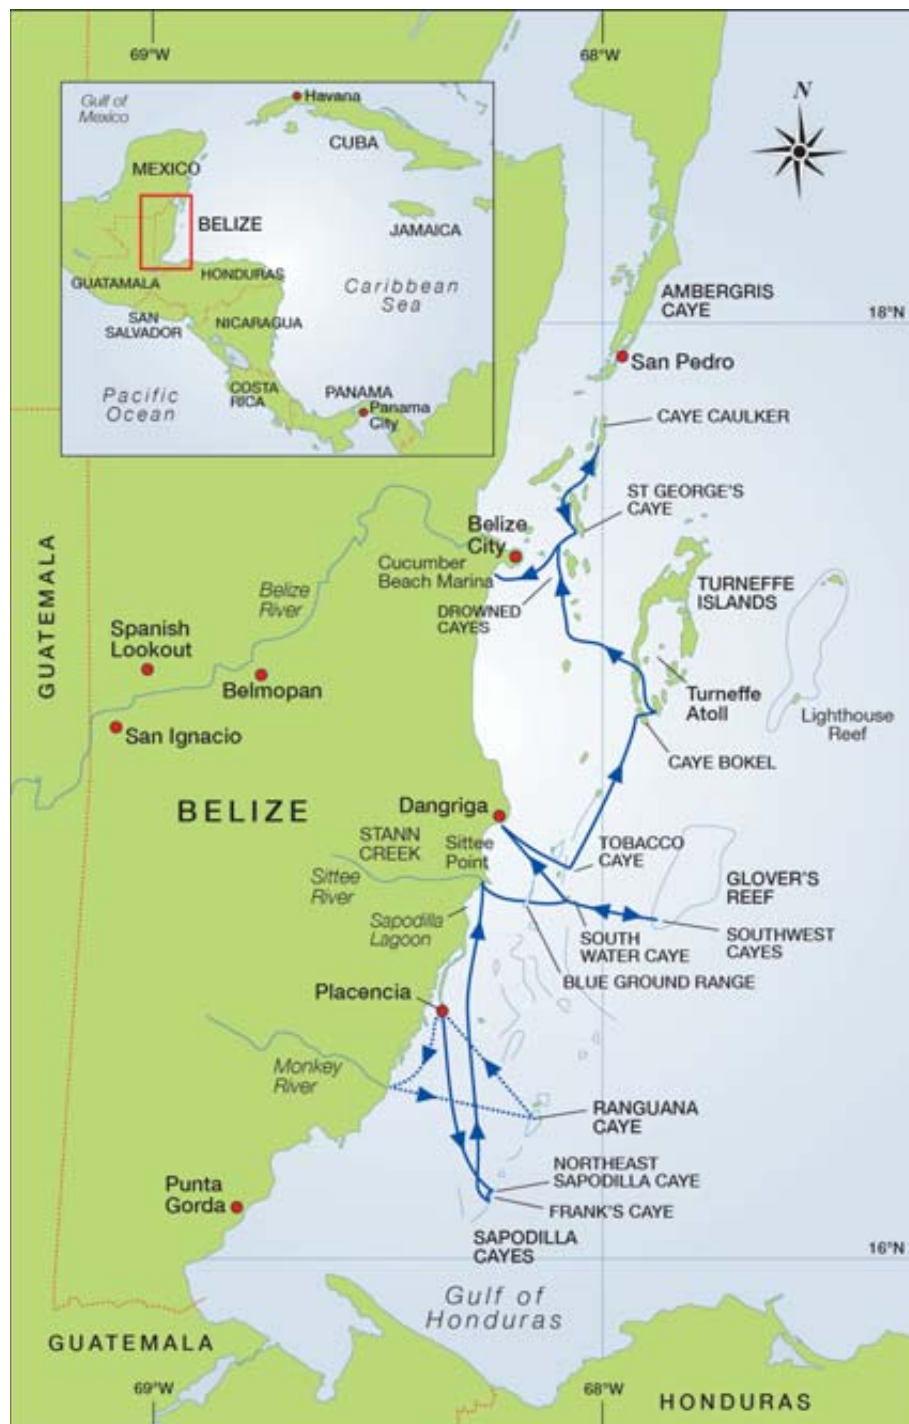 69°W
68°W
Gulf of
Mexico
Havana
CUBA
MEXICO
BELIZE
JAMAICA
GUATAMALA
HONDURAS
Caribbean
Sea
SAN
SALVADOR
NICARAGUA
Pacific
Ocean
COSTA
RICA
PANAMA
Panama
City
N
AMBERGRIS
CAYE
18°N
San Pedro
CAYE CAULKER
ST GEORGE'S
CAYE
Belize
City
Cucumber
Beach Marina
DROWNED
CAYES
TURNEFFE
ISLANDS
GUATEMALA
Belize
River
Spanish
Lookout
Belmopan
San Ignacio
Turneffe
Atoll
Lighthouse
Reef
CAYE BOKEL
BELIZE
Dangriga
STANN
CREEK
Sittee
Point
TOBACCO
CAYE
Sittee
River
GLOVER'S
REEF
Sapodilla
Lagoon
SOUTH
WATER CAYE
SOUTHWEST
CAYES
BLUE GROUND RANGE
Placencia
Monkey
River
RANGUANA
CAYE
NORTHEAST
SAPODILLA CAYE
Punta
Gorda
FRANK'S CAYE
SAPODILLA
CAYES
16°N
Gulf of
Honduras
GUATEMALA
69°W
68°W
HONDURAS